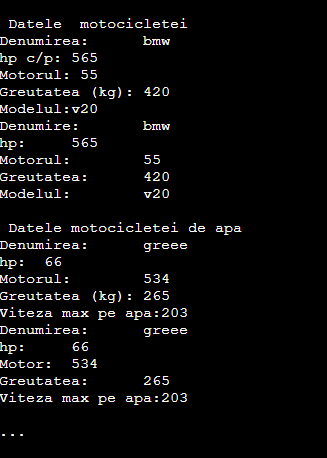 Datele  motocicletei
Denumirea:       bmw
hp c/p: 565
Motorul: 55
Greutatea (kg): 420
Modelul:v20
Denumire:        bmw
hp:      565
Motorul:         55
Greutatea:       420
Modelul:         v20
Datele motocicletei de apa
Denumirea:       greee
hp:  66
Motorul:         534
Greutatea (kg): 265
Viteza max pe apa:203
Denumirea:       greee
hp:      66
Motor:  534
Greutatea:       265
Viteza max pe apa:203
...